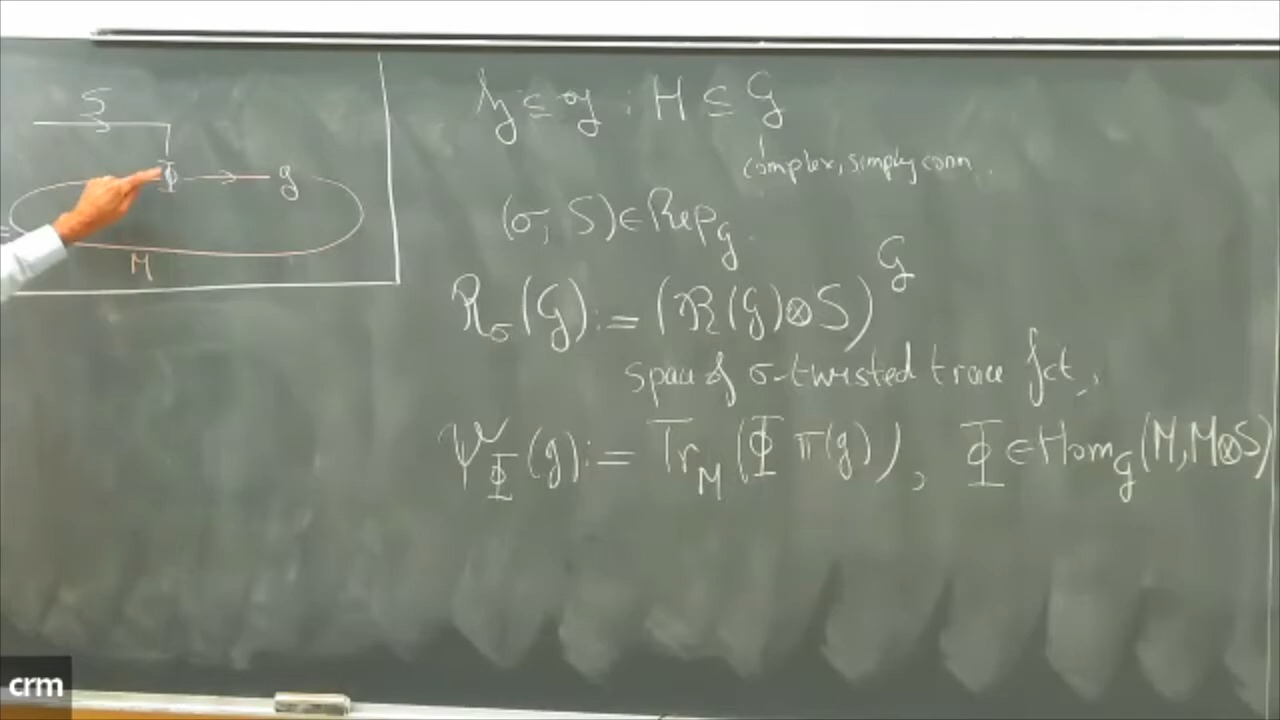 S
Φ → g
M
𝔥 ⊆ 𝔤 ; H ⊆ G
complex, simply conn.
(σ, S) ∈ Rep_G.
R_σ(G) := (R(G) ⊗ S)^G
space of σ-twisted trace fct.
Ψ_Φ(g) := Tr_M(Φ π(g)), Φ ∈ Hom_G(M, M⊗S)
crm